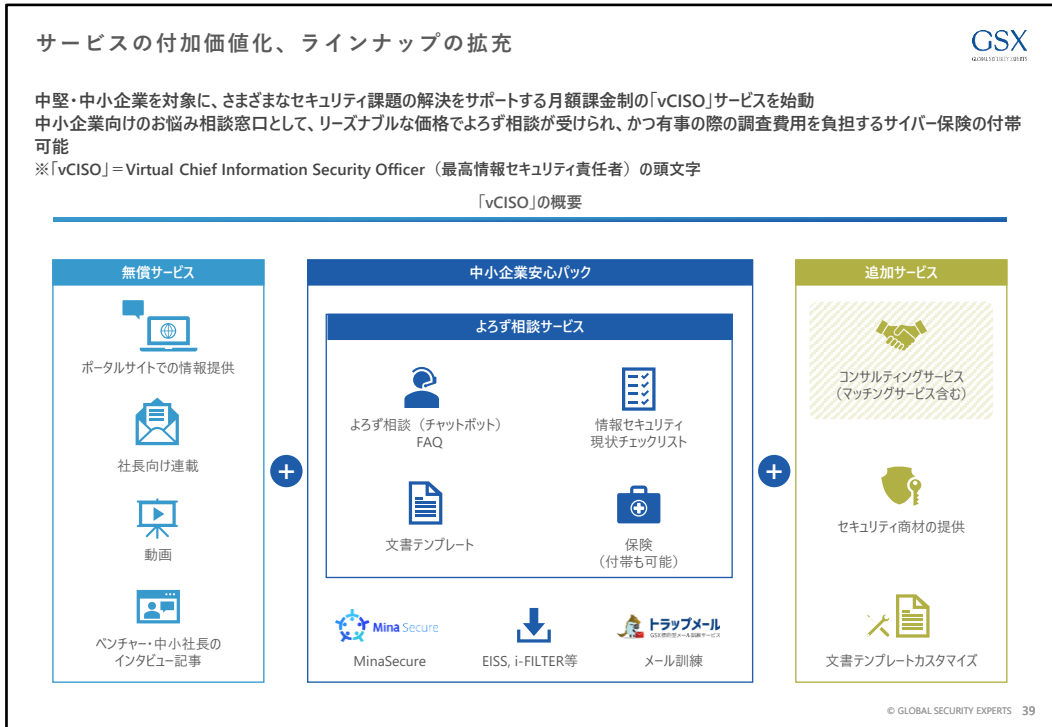 サービスの付加価値化、ラインナップの拡充
GSX
GLOBAL SECURITY EXPERTS
中堅・中小企業を対象に、さまざまなセキュリティ課題の解決をサポートする月額課金制の「vCISO」サービスを始動
中小企業向けのお悩み相談窓口として、リーズナブルな価格でよろず相談が受けられ、かつ有事の際の調査費用を負担するサイバー保険の付帯
可能
※「vCISO」＝Virtual Chief Information Security Officer（最高情報セキュリティ責任者）の頭文字
「vCISO」の概要
無償サービス
ポータルサイトでの情報提供
社長向け連載
動画
ベンチャー・中小社長の
インタビュー記事
+
中小企業安心パック
よろず相談サービス
よろず相談（チャットボット）
FAQ
情報セキュリティ
現状チェックリスト
文書テンプレート
保険
（付帯も可能）
Mina Secure
MinaSecure
EISS, i-FILTER等
トラップメール
GSX標的型メール訓練サービス
メール訓練
+
追加サービス
コンサルティングサービス
（マッチングサービス含む）
セキュリティ商材の提供
文書テンプレートカスタマイズ
© GLOBAL SECURITY EXPERTS 39